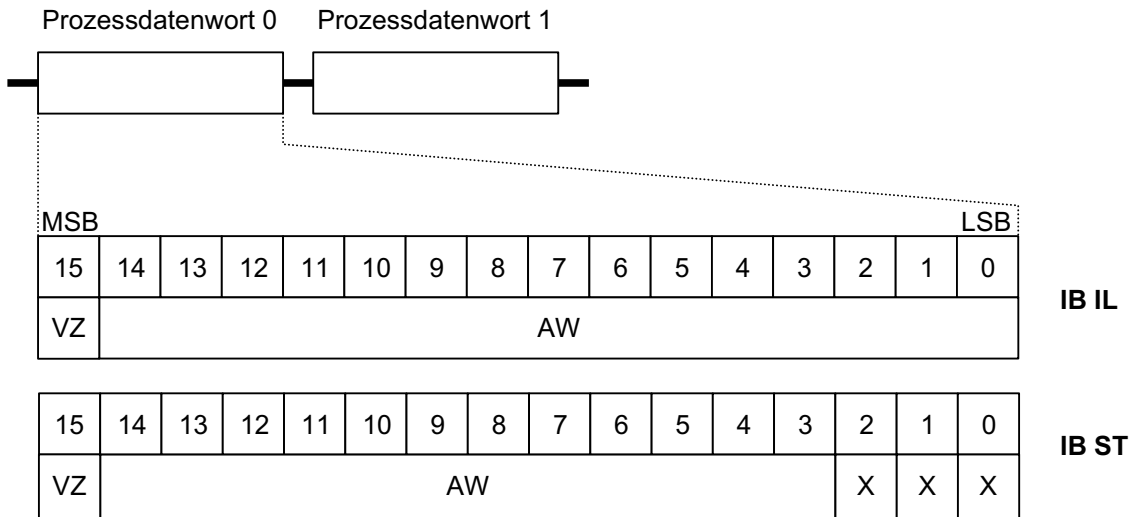 Prozessdatenwort 0 Prozessdatenwort 1
MSB LSB
15 14 13 12 11 10 9 8 7 6 5 4 3 2 1 0
IB IL
VZ AW
15 14 13 12 11 10 9 8 7 6 5 4 3 2 1 0
IB ST
VZ AW X X X